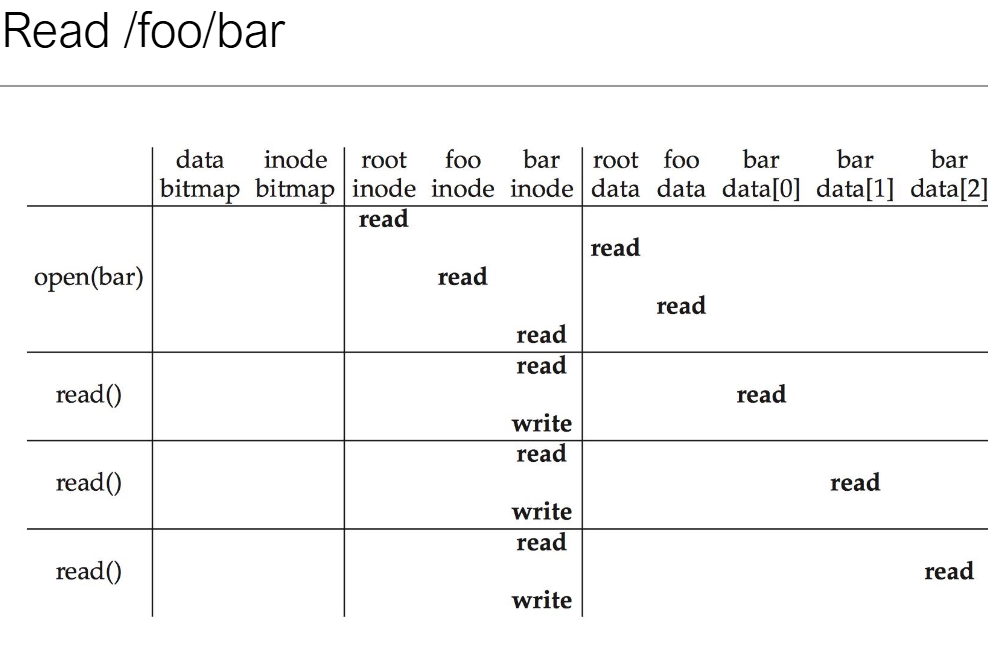 Read /foo/bar
data inode root foo bar root foo bar bar bar
bitmap bitmap inode inode inode data data data[0] data[1] data[2]
read
read
open(bar) read
read
read
read
read() read
write
read
read() read
write
read
read() read
write